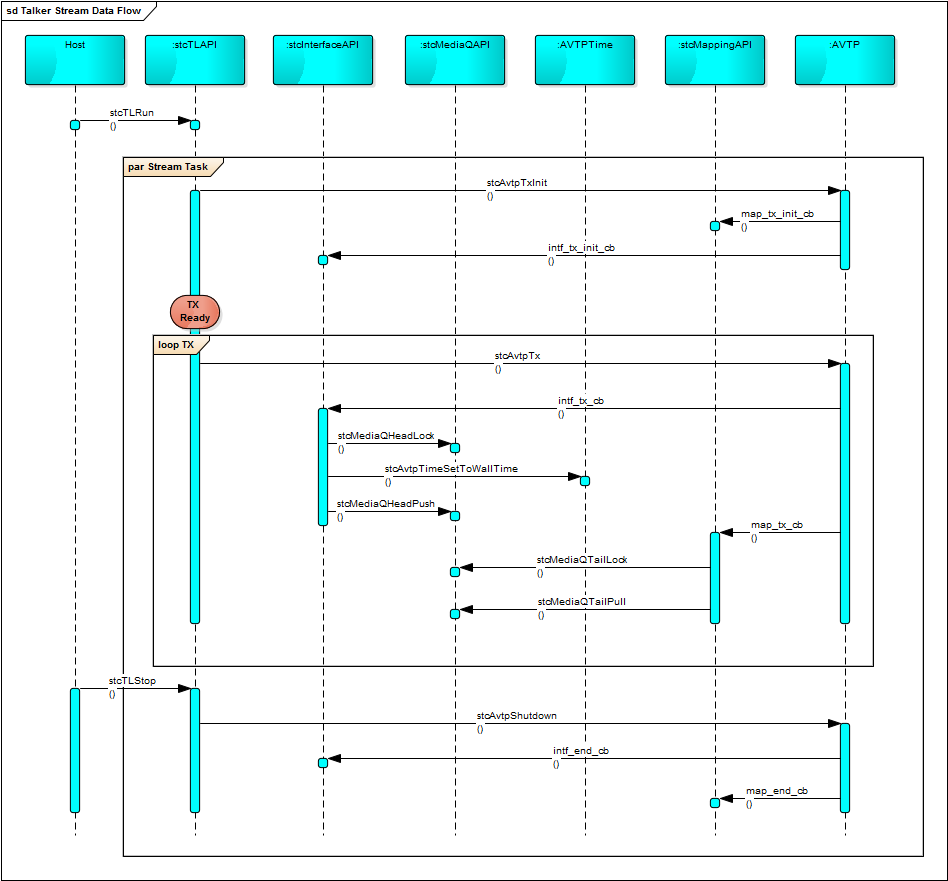 sd Talker Stream Data Flow
Host
:stcTLAPI
:stcInterfaceAPI
:stcMediaQAPI
:AVTPTime
:stcMappingAPI
:AVTP
stcTLRun
()
par Stream Task
stcAvtpTxInit
()
map_tx_init_cb
()
intf_tx_init_cb
()
TX
Ready
loop TX
stcAvtpTx
()
intf_tx_cb
()
stcMediaQHeadLock
()
stcAvtpTimeSetToWallTime
()
stcMediaQHeadPush
()
map_tx_cb
()
stcMediaQTailLock
()
stcMediaQTailPull
()
stcTLStop
()
stcAvtpShutdown
()
intf_end_cb
()
map_end_cb
()